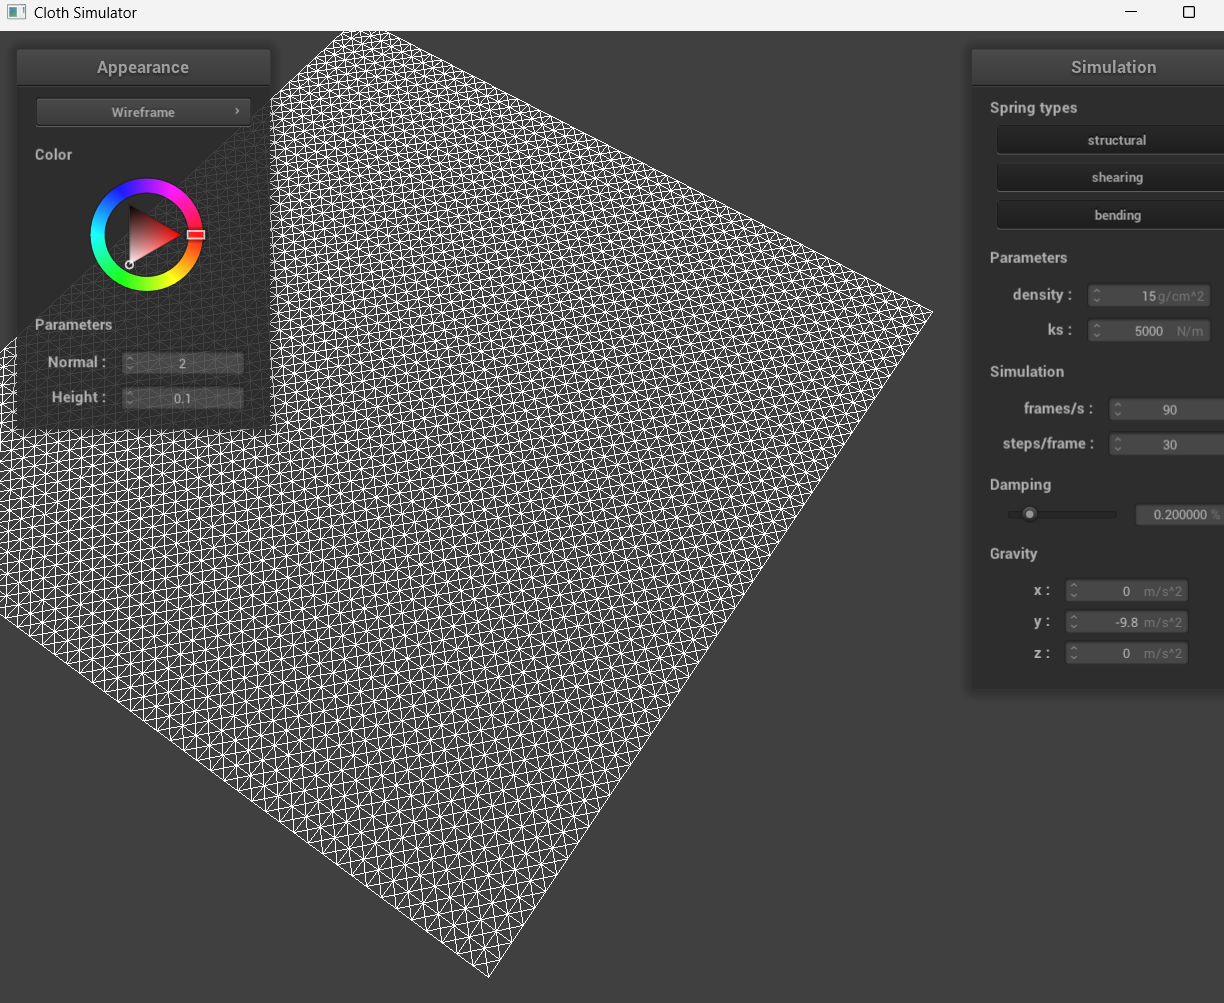 Cloth Simulator
Appearance
Wireframe
Color
Parameters
Normal : 2
Height : 0.1
Simulation
Spring types
structural
shearing
bending
Parameters
density : 15 g/cm^2
ks : 5000 N/m
Simulation
frames/s : 90
steps/frame : 30
Damping
0.200000 %
Gravity
x : 0 m/s^2
y : -9.8 m/s^2
z : 0 m/s^2